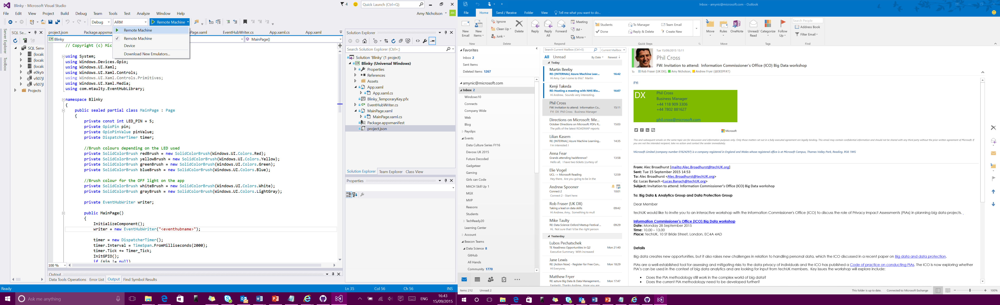 Blinky - Microsoft Visual Studio
4
Quick Launch (Ctrl+Q)
File Edit View Project Build Debug Team Tools Test Analyze Window Help
Amy Nicholson
AN
Debug ARM Remote Machine
Remote Machine
Remote Machine
Device
Download New Emulators...
Server Explorer
Toolbox
SQL Se...
SQL Serve
(localc
(localc
(localc
e0kytr
vfi07jl
vfi07jl
Projects
project.json Package.appxma Page.xaml EventHubWriter.cs App.xaml.cs App.xaml
Blinky MainPage()
// Copyright (c) Mic
using System;
using Windows.Devices.Gpio;
using Windows.UI.Xaml;
using Windows.UI.Xaml.Controls;
using Windows.UI.Xaml.Controls.Primitives;
using Windows.UI.Xaml.Media;
using com.mtaulty.EventHubLibrary;
namespace Blinky
{
public sealed partial class MainPage : Page
{
private const int LED_PIN = 5;
private GpioPin pin;
private GpioPinValue pinValue;
private DispatcherTimer timer;
//Brush colours depending on the LED used
private SolidColorBrush redBrush = new SolidColorBrush(Windows.UI.Colors.Red);
private SolidColorBrush yellowBrush = new SolidColorBrush(Windows.UI.Colors.Yellow);
private SolidColorBrush greenBrush = new SolidColorBrush(Windows.UI.Colors.Green);
private SolidColorBrush blueBrush = new SolidColorBrush(Windows.UI.Colors.Blue);
//Brush colour for the OFF light on the app
private SolidColorBrush whiteBrush = new SolidColorBrush(Windows.UI.Colors.White);
private SolidColorBrush grayBrush = new SolidColorBrush(Windows.UI.Colors.LightGray);
private EventHubWriter writer;
public MainPage()
{
InitializeComponent();
writer = new EventHubWriter("<eventhubname>");
timer = new DispatcherTimer();
timer.Interval = TimeSpan.FromMilliseconds(2000);
timer.Tick += Timer_Tick;
InitGPIO();
if (pin != null)
100 %
Output
Data Tools Operations Error List Output Find Symbol Results
Solution Explorer
Search Solution Explorer (Ctrl+;)
Solution 'Blinky' (1 project)
Blinky (Universal Windows)
Properties
References
Assets
App.xaml
App.xaml.cs
Blinky_TemporaryKey.pfx
EventHubWriter.cs
MainPage.xaml
MainPage.xaml.cs
Package.appxmanifest
project.json
Solution Explorer Team Explorer Class View
Properties
Ready Ln 35 Col 56 Ch 56 INS
Ask me anything
ENG
16:43
15/09/2015
Inbox - amynic@microsoft.com - Outlook
File Home Send / Receive Folder View Tell me what you want to do...
New Email
New Items
New
Ignore
Clean Up
Junk
Delete
Delete
Reply
Reply All
Forward
Meeting
IM
More
Respond
Students
Done
To Manager
Reply & Delete
Team Email
Create New
Quick Steps
Move
Rules
OneNote
Move
Unread/ Read
Categorize
Follow Up
Tags
Search People
Address Book
Filter Email
Find
Favorites
Inbox 2
Sent Items
Deleted Items 1267
amynic@microsoft.com
Inbox 2
Windows10
Connects
Company Wide
Web
Blog
Payslips
Events
Data Culture Series FY16
Devoxx UK 2015
Future Decoded
Gadgeteer
Gaming
Girls can Code
MACH Skill Up 1
MGX
MVP
Reasons
Students
TechReady20
Learning Center
Account
Beacon Teams
Data Science 8
GitHub
All Hands
Community 1770
Search Current Mailbox (Ctrl+E) Current Mailbox
All Unread By Date Newest
Today
Martin Beeby
RE: [INTERNAL] Azure Machine Lear... 16:42
Hi Amy. Can I come to this? Martin
Kenji Takeda
RE: Hosting a meeting with NHS Blo... 16:07
Hi Andrew, Sounds very interesting.
Phil Cross
FW: Invitation to attend: Information Co... 15:11
FYI DX Phil Cross Business Manager
Directions on Microsoft: Me...
October Directions on Microsoft: PDFs R... 15:03
The pdfs of the latest ROADMAP reports
Lilian Kasem
RE: [INTERNAL] Azure Machine Learning... 14:35
I'm interested J
Anna Fear
Grands attending hackference? 13:58
Hello all, I have two tickets (curtesy of
Elie Vogel
UCL -> Microsoft Reading 12:59
Hey there, Are you going to be in the
Andrew Spooner
Connect 2 10:01
Connect 2 - Start here:
Rob Fraser (UK DX)
Taking a lead on data skills 09:42
Hi Andrew, Amy, Something to mull
Mike Taulty
RE: Data Science Oxford Meetup Festival ... 09:29
Hi, Not sure that I'd be the right person
Yesterday
Lubos Pechatschek
TE Readiness Opportunities in Q2 Mon 21:40
Executive Summary With increased
Jane Lewis
RE: [Action Now] - Register for Free Con... Mon 18:29
HI Everyone,
Matthew Fryer
RE: azure Big Data & Data Management... Mon 17:47
Fantastic Thanks Andrew. Hope you are
Tue 15/09/2015 15:11
Phil Cross
FW: Invitation to attend: Information Commissioner's Office (ICO) Big Data workshop
To Rob Fraser (UK DX); Amy Nicholson; Andrew Fryer (@DEEPFAT)
FYI
DX
Phil Cross
Business Manager
+44 118 909 3306
+44 7802 881627
phil.cross@microsoft.com
Microsoft
This and subsequent emails on the same topic are for discussion and information purposes only. Only those matters set out in a fully executed agreement are legally binding. This email may contain confidential information and should not be shared with any third party without the prior written agreement of Microsoft. If
you are not the intended recipient, take no action and contact the sender immediately.
Microsoft Limited (company number 01624297) is a company registered in England and Wales whose registered office is at Microsoft Campus, Thames Valley Park, Reading. RG6 1WG
From: Alec Broadhurst [mailto:Alec.Broadhurst@techUK.org]
Sent: Tue 15 September 2015 14:53
To: Alec Broadhurst <Alec.Broadhurst@techUK.org>
Cc: Lucas Banach <Lucas.Banach@techUK.org>
Subject: Invitation to attend: Information Commissioner's Office (ICO) Big Data workshop
To: Big Data & Analytics Group and Data Protection Group
Dear Member
techUK would like to invite you to an interactive workshop with the Information Commissioner's Office (ICO) to discuss the role of Privacy Impact Assessments (PIAs) in planning big data projects.
Information Commissioner's Office (ICO) Big Data workshop
Date: Monday 28 September 2015
Time: 10.00 – 13.00
Place: techUK, 10 St Bride Street, London, EC4A 4AD
Details
Big data creates new opportunities, but it also raises new challenges in relation to handling personal data, which the ICO discussed in a recent paper on Big data and data protection.
PIAs are a well-established tool for assessing and mitigating risks to the data privacy of individuals and the ICO has published a Code of practice on conducting PIAs. The ICO is now exploring whether
PIA's can be used in the context of big data analytics and are looking for input from techUK members. Key issues the workshop will explore include:
• Does the PIA methodology still work in the complex world of big data?
• Does the current PIA methodology need to be developed further?
Items: 212 Unread: 2 This folder is up to date. Connected to: Microsoft Exchange 100%